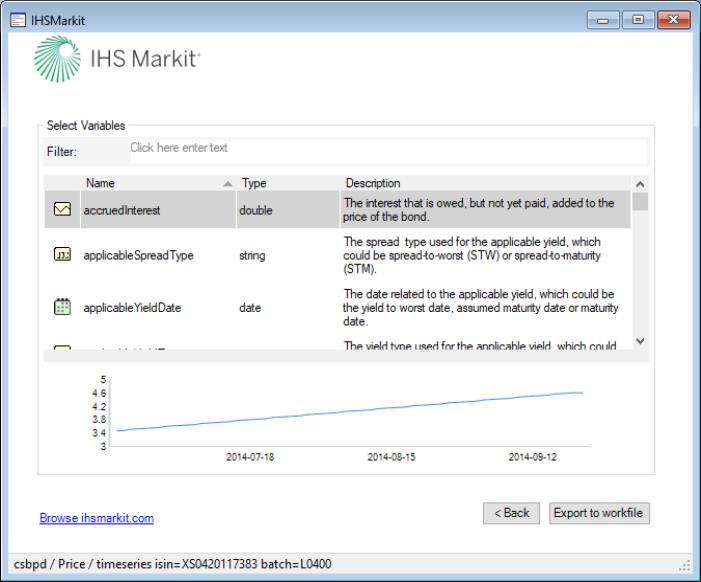 IHSMarkit
IHS Markit
Select Variables
Filter: Click here enter text
Name Type Description
accruedInterest double The interest that is owed, but not yet paid, added to the
price of the bond.
applicableSpreadType string The spread type used for the applicable yield, which
could be spread-to-worst (STW) or spread-to-maturity
(STM).
applicableYieldDate date The date related to the applicable yield, which could be
the yield to worst date, assumed maturity date or maturity
date.
The yield type used for the applicable yield, which could
5
4.6
4.2
3.8
3.4
3
2014-07-18 2014-08-15 2014-09-12
Browse ihsmarkit.com
< Back Export to workfile
csbpd / Price / timeseries isin=XS0420117383 batch=L0400